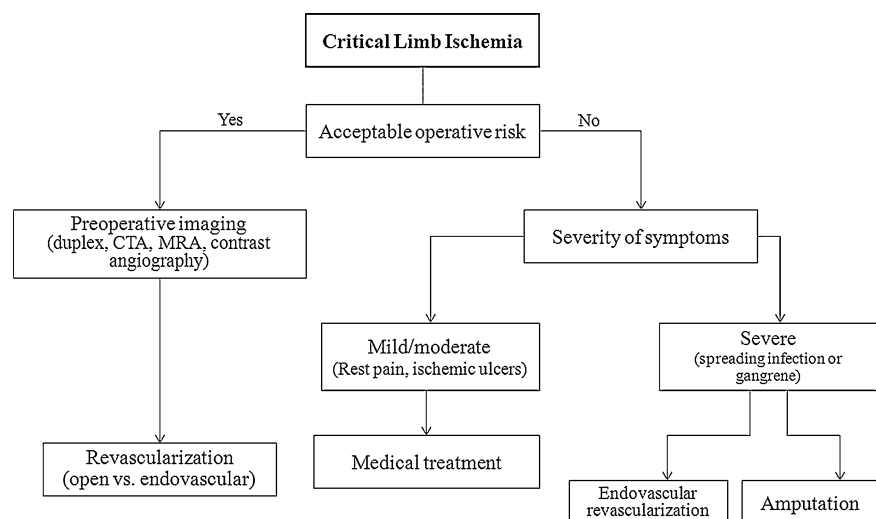 Critical Limb Ischemia
Yes
Acceptable operative risk
No
Preoperative imaging
(duplex, CTA, MRA, contrast
angiography)
Severity of symptoms
Mild/moderate
(Rest pain, ischemic ulcers)
Severe
(spreading infection or
gangrene)
Revascularization
(open vs. endovascular)
Medical treatment
Endovascular
revascularization
Amputation